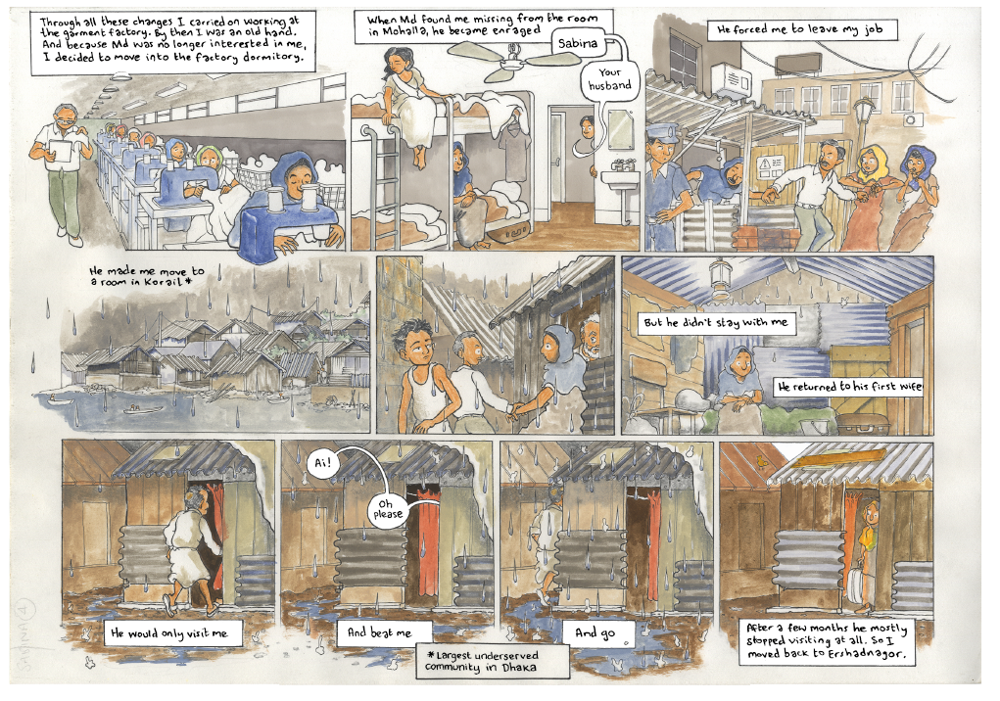 Through all these changes I carried on working at
the garment factory. By then I was an old hand.
And because Md was no longer interested in me,
I decided to move into the factory dormitory.
When Md found me missing from the room
in Mohalla, he became enraged
Sabina
Your
husband
He forced me to leave my job
He made me move to
a room in Korail *
But he didn't stay with me
He returned to his first wife
He would only visit me
Ai!
Oh
please
And beat me
And go
After a few months he mostly
stopped visiting at all. So I
moved back to Ershadnagar.
* Largest underserved
community in Dhaka